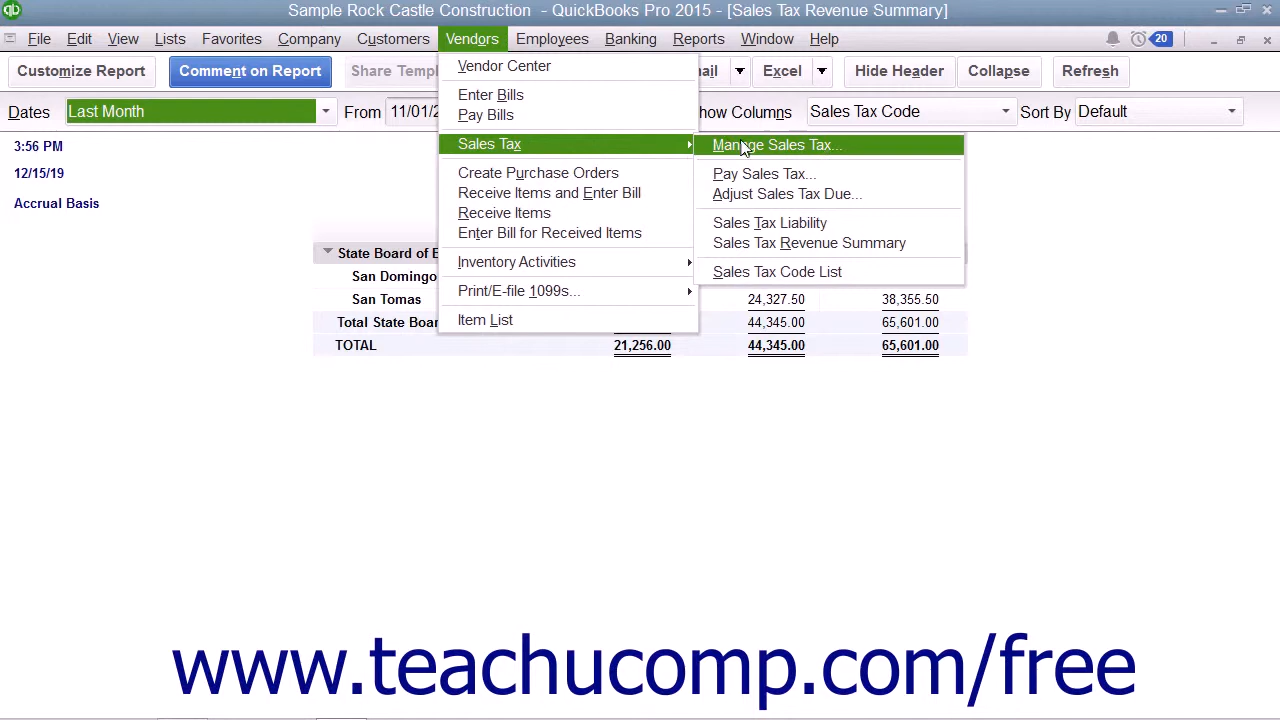 Sample Rock Castle Construction - QuickBooks Pro 2015 - [Sales Tax Revenue Summary]
File Edit View Lists Favorites Company Customers Vendors Employees Banking Reports Window Help 20
Customize Report Comment on Report Share Templ Excel Hide Header Collapse Refresh
Dates Last Month From 11/01/2 Columns Sales Tax Code Sort By Default
Vendor Center
Enter Bills
Pay Bills
Sales Tax
Create Purchase Orders
Receive Items and Enter Bill
Receive Items
Enter Bill for Received Items
Inventory Activities
Print/E-file 1099s...
Item List
Manage Sales Tax...
Pay Sales Tax...
Adjust Sales Tax Due...
Sales Tax Liability
Sales Tax Revenue Summary
Sales Tax Code List
3:56 PM
12/15/19
Accrual Basis
State Board of E
San Domingo
San Tomas 24,327.50 38,355.50
Total State Boar 44,345.00 65,601.00
TOTAL 21,256.00 44,345.00 65,601.00
www.teachucomp.com/free